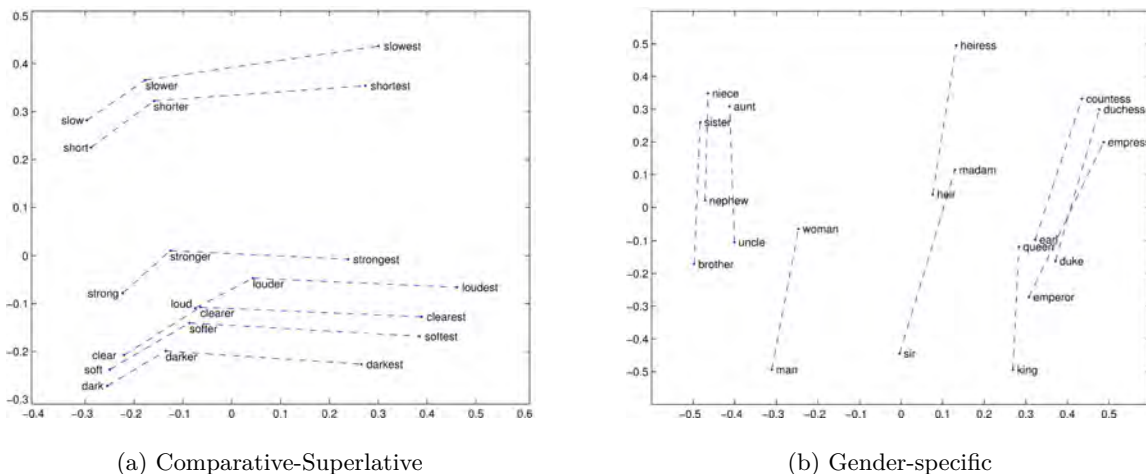 0.5
0.4
0.3
0.2
0.1
0
−0.1
−0.2
−0.3
−0.4 −0.3 −0.2 −0.1 0 0.1 0.2 0.3 0.4 0.5 0.6
slowest
slower
shortest
shorter
slow
short
stronger
strongest
strong
louder
loudest
loud
clearer
clearest
softer
softest
clear
soft
darker
darkest
dark
(a) Comparative-Superlative
0.5
0.4
0.3
0.2
0.1
0
−0.1
−0.2
−0.3
−0.4
−0.5
−0.5 −0.4 −0.3 −0.2 −0.1 0 0.1 0.2 0.3 0.4 0.5
heiress
niece
aunt
sister
countess
duchess
empress
madam
heir
nephew
woman
uncle
earl
queen
brother
duke
emperor
sir
man
king
(b) Gender-specific